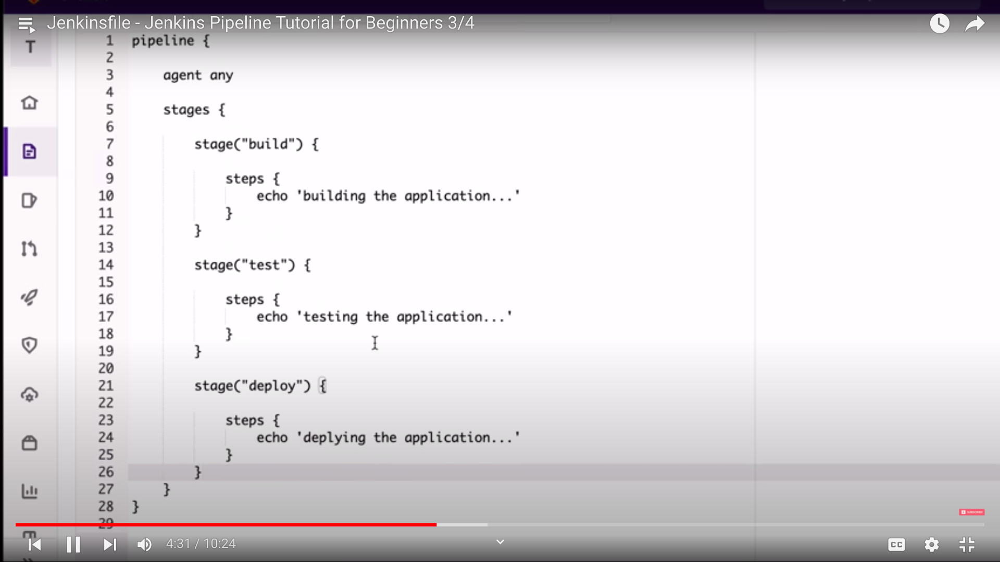 Jenkinsfile - Jenkins Pipeline Tutorial for Beginners 3/4
T
1 pipeline {
2
3 agent any
4
5 stages {
6
7 stage("build") {
8
9 steps {
10 echo 'building the application...'
11 }
12 }
13
14 stage("test") {
15
16 steps {
17 echo 'testing the application...'
18 }
19 }
20
21 stage("deploy") {
22
23 steps {
24 echo 'deplying the application...'
25 }
26 }
27 }
28 }
29
SUBSCRIBE
4:31 / 10:24
CC